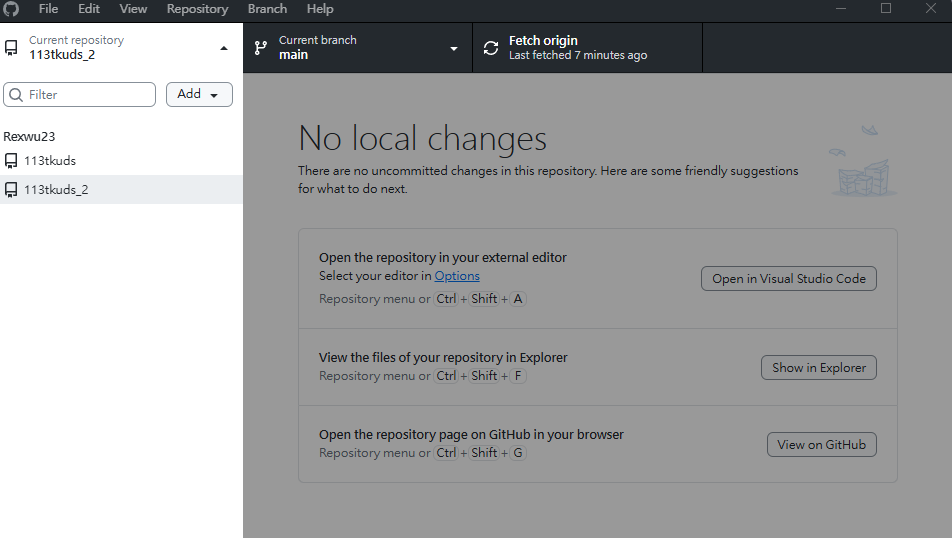 File Edit View Repository Branch Help
Current repository
113tkuds_2
Current branch
main
Fetch origin
Last fetched 7 minutes ago
Filter
Add
Rexwu23
113tkuds
113tkuds_2
No local changes
There are no uncommitted changes in this repository. Here are some friendly suggestions
for what to do next.
Open the repository in your external editor
Select your editor in Options
Repository menu or Ctrl + Shift + A
Open in Visual Studio Code
View the files of your repository in Explorer
Repository menu or Ctrl + Shift + F
Show in Explorer
Open the repository page on GitHub in your browser
Repository menu or Ctrl + Shift + G
View on GitHub